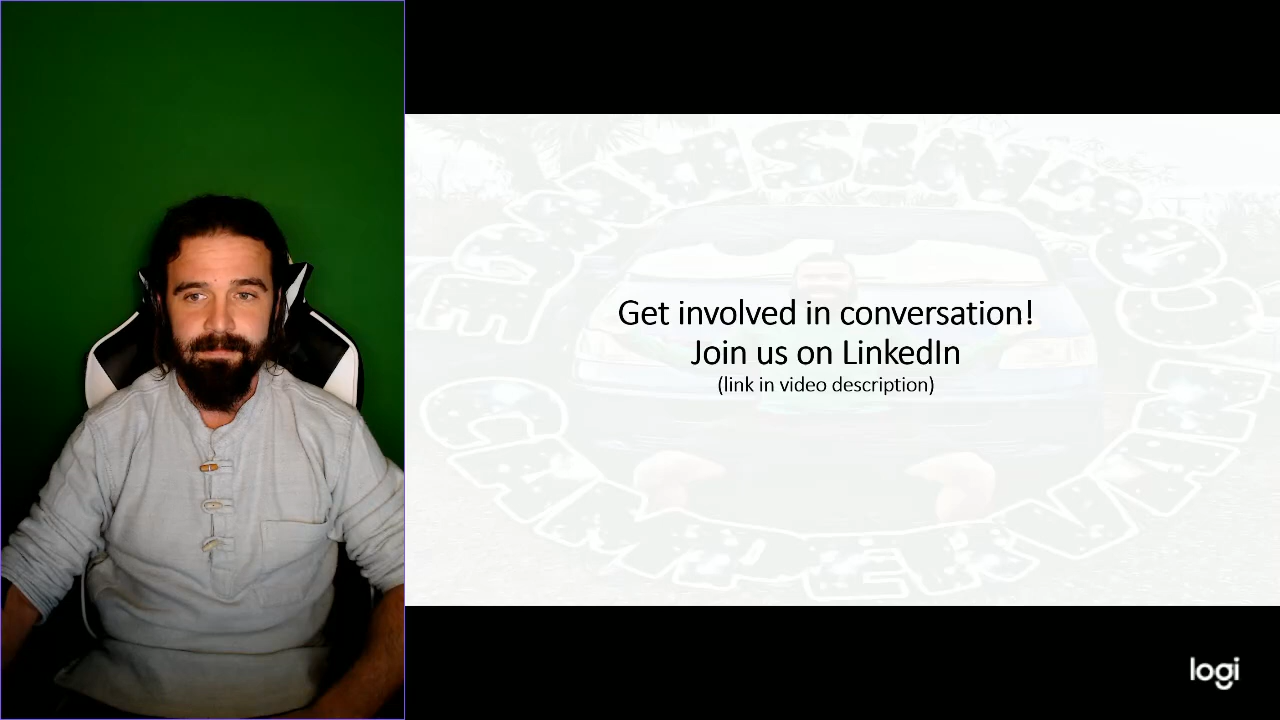 Get involved in conversation!
Join us on LinkedIn
(link in video description)
logi